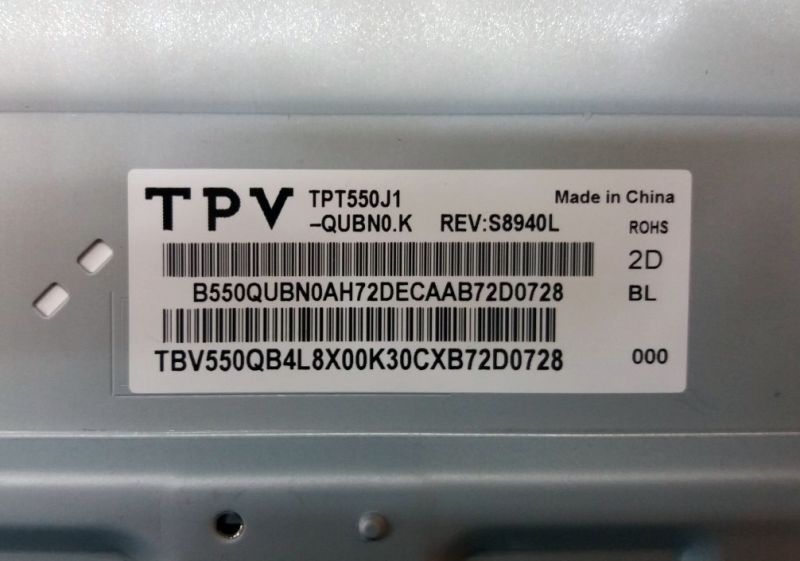 TPV TPT550J1 Made in China
-QUBN0.K REV:S8940L ROHS
2D
B550QUBN0AH72DECAAB72D0728 BL
TBV550QB4L8X00K30CXB72D0728 000